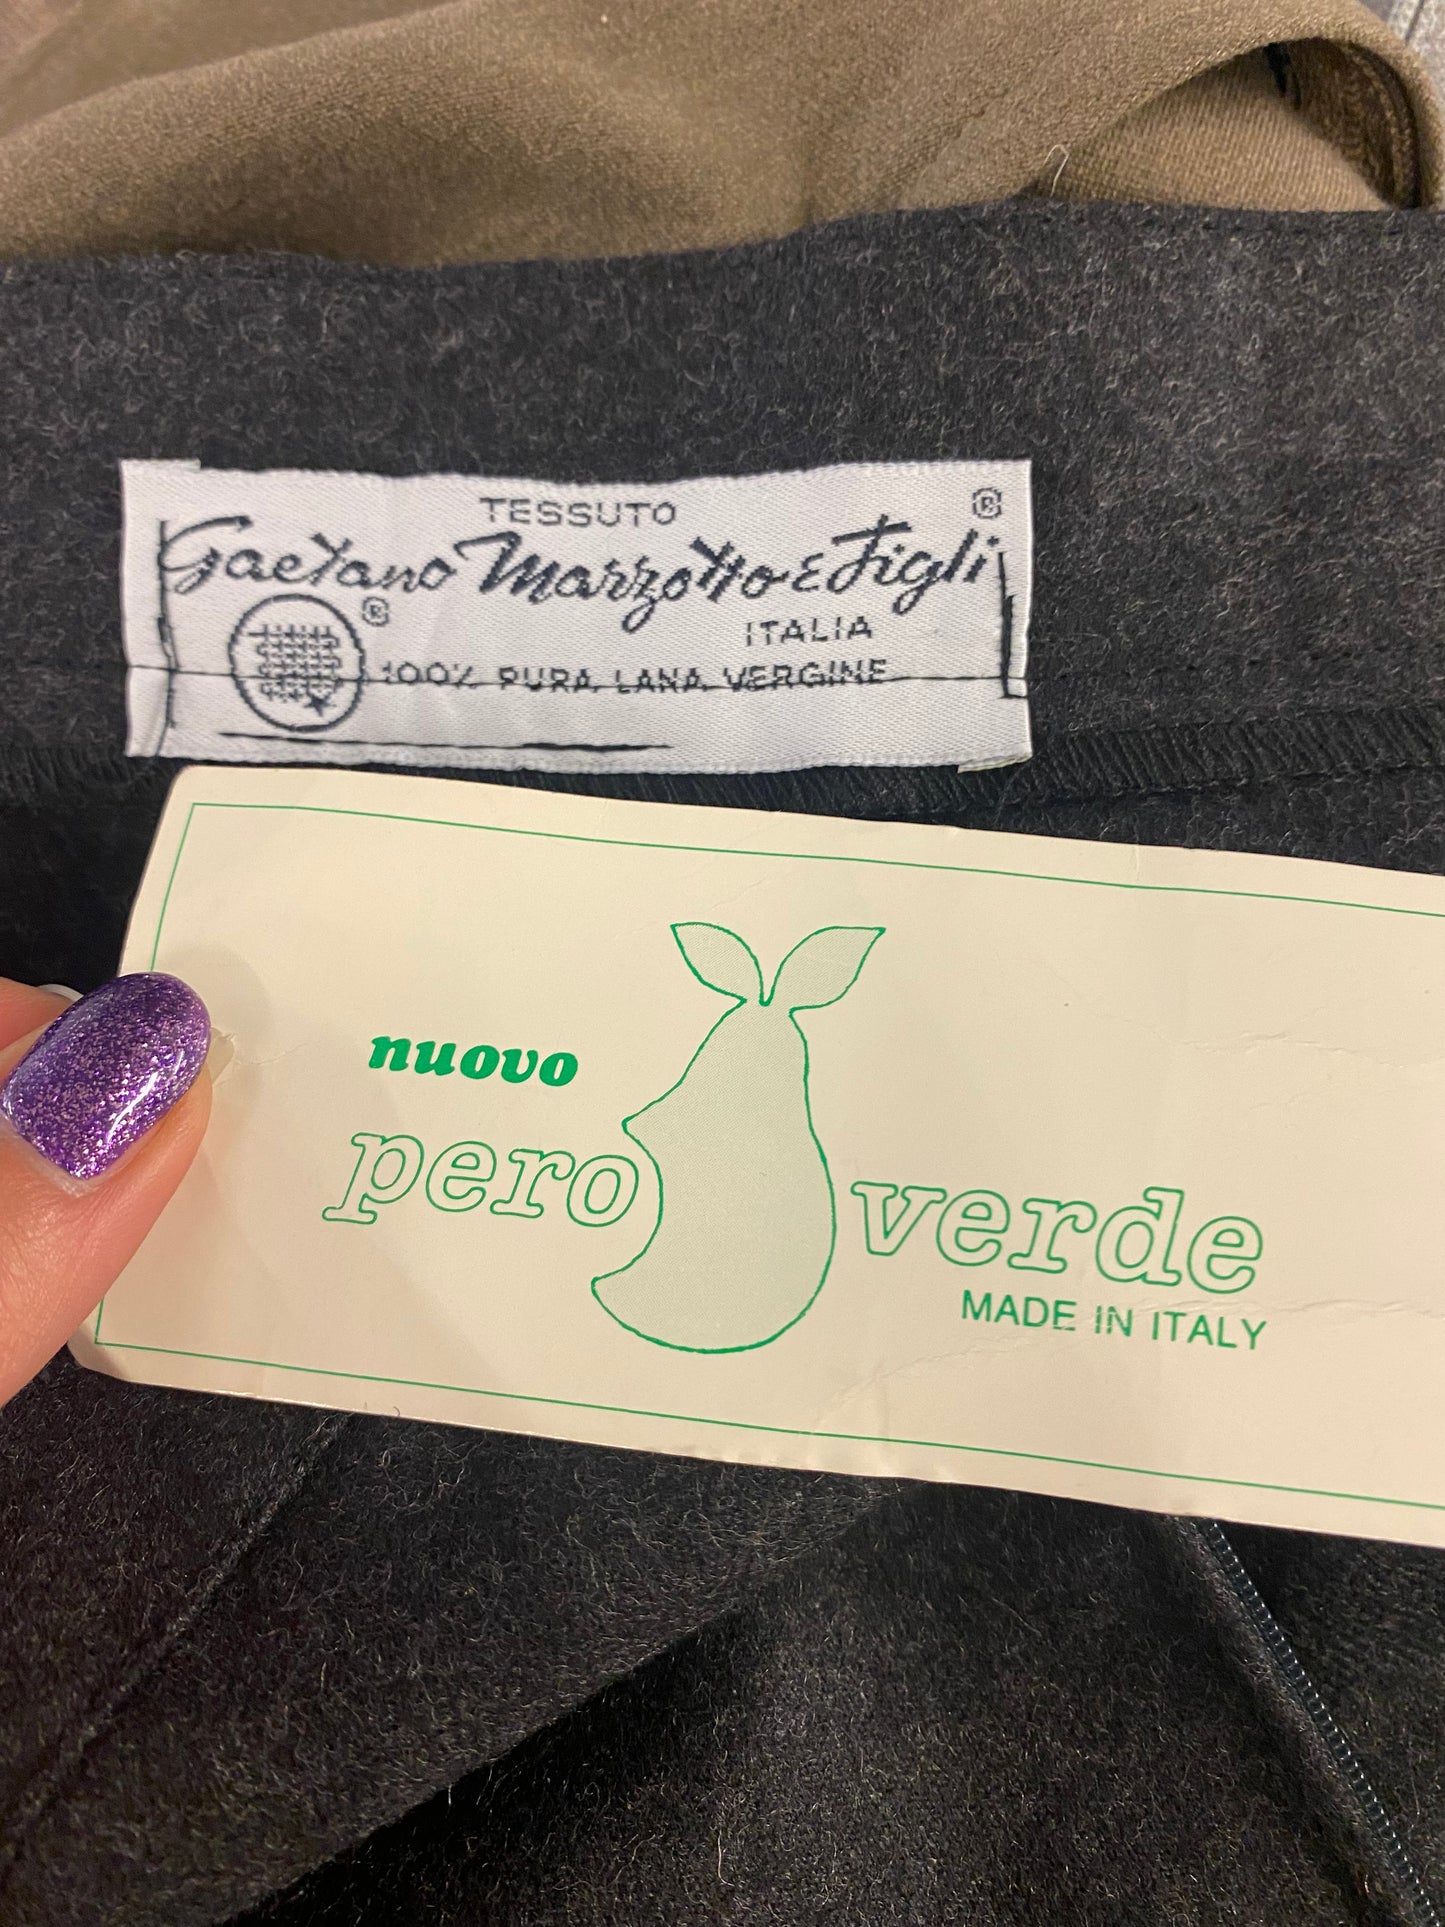 TESSUTO ®
Gaetano Marzotto & Figli
®
ITALIA
100% PURA LANA VERGINE
nuovo
pero verde
MADE IN ITALY